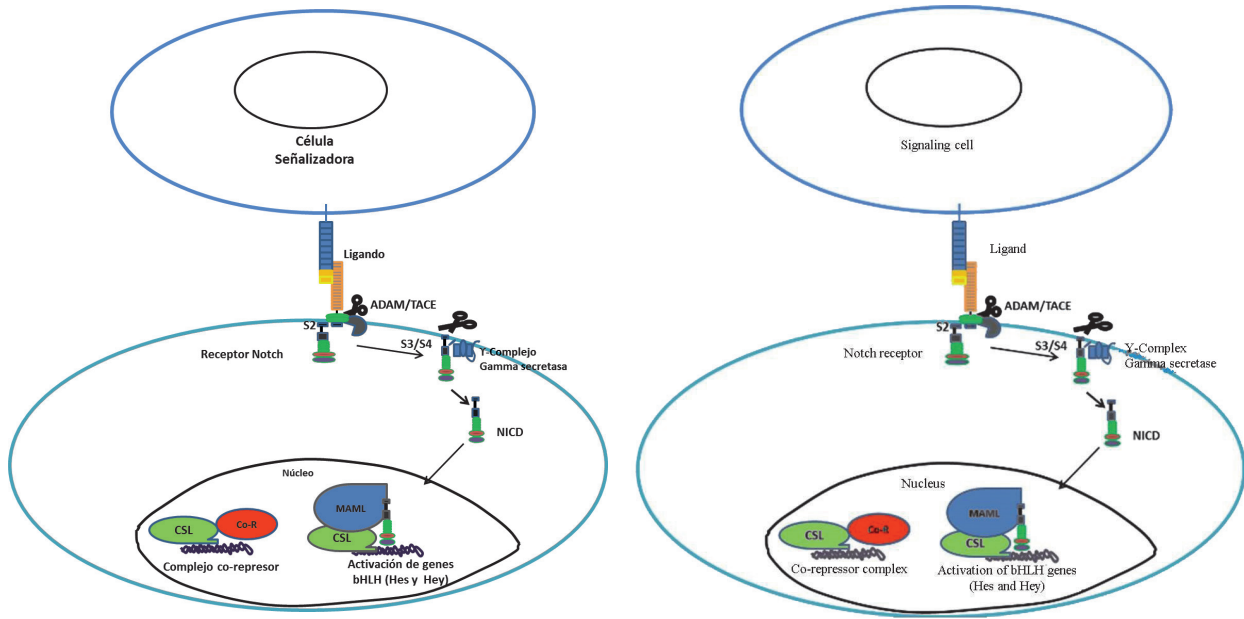 Célula
Señalizadora
Ligando
ADAM/TACE
S2
Receptor Notch
S3/S4
Y-Complejo
Gamma secretasa
NICD
Núcleo
MAML
CSL
Co-R
CSL
Complejo co-represor
Activación de genes
bHLH (Hes y Hey)
Signaling cell
Ligand
ADAM/TACE
S2
Notch receptor
S3/S4
Y-Complex
Gamma secretase
NICD
Nucleus
MAML
CSL
Co-R
CSL
Co-repressor complex
Activation of bHLH genes
(Hes and Hey)